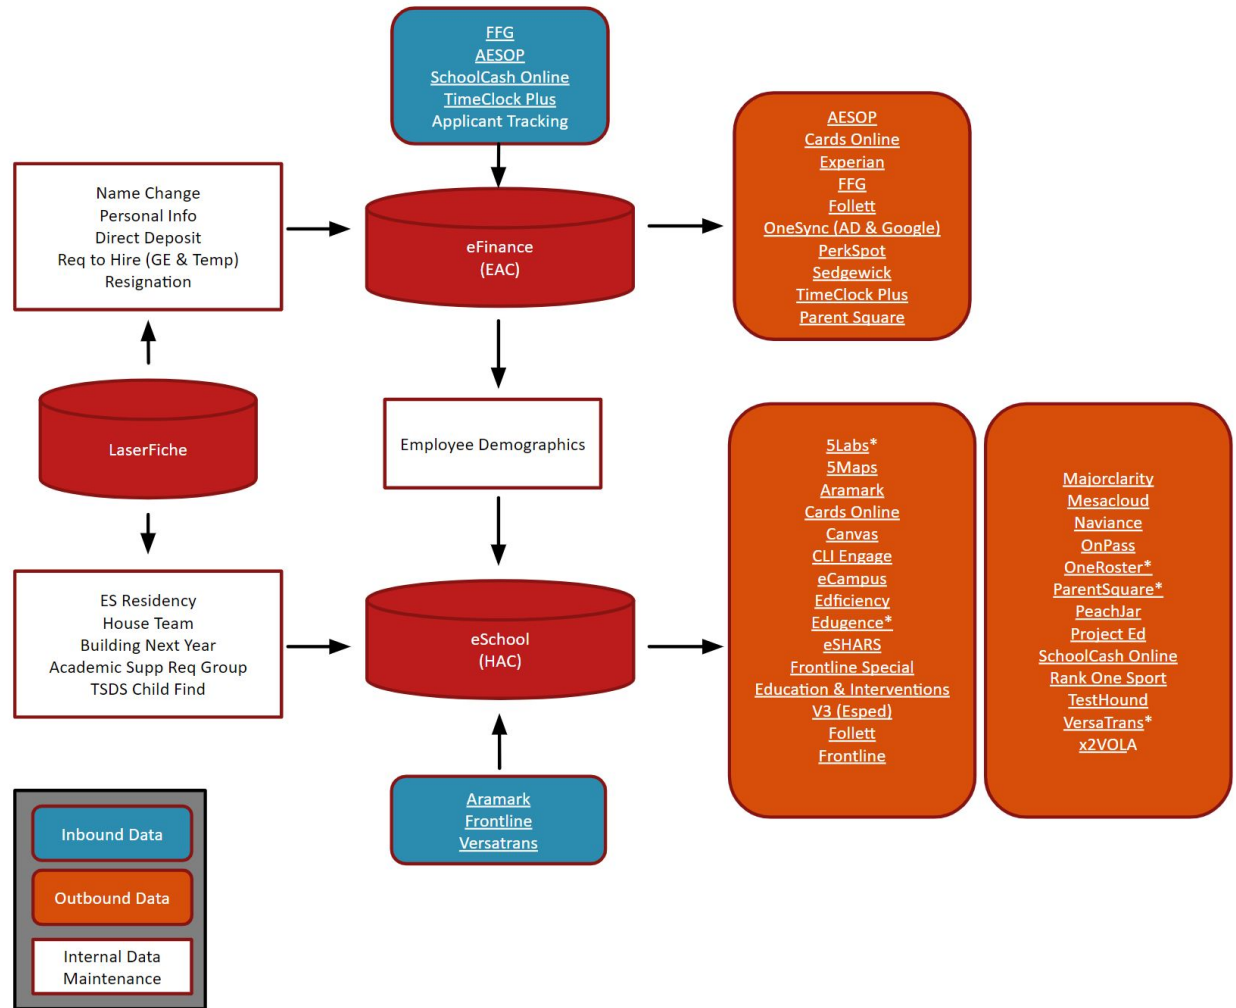 FFG
AESOP
SchoolCash Online
TimeClock Plus
Applicant Tracking
AESOP
Cards Online
Experian
FFG
Follett
OneSync (AD & Google)
PerkSpot
Sedgewick
TimeClock Plus
Parent Square
Name Change
Personal Info
Direct Deposit
Req to Hire (GE & Temp)
Resignation
eFinance
(EAC)
LaserFiche
Employee Demographics
ES Residency
House Team
Building Next Year
Academic Supp Req Group
TSDS Child Find
eSchool
(HAC)
5Labs*
5Maps
Aramark
Cards Online
Canvas
CLI Engage
eCampus
Edficiency
Edugence*
eSHARS
Frontline Special
Education & Interventions
V3 (Esped)
Follett
Frontline
Majorclarity
Mesacloud
Naviance
OnPass
OneRoster*
ParentSquare*
PeachJar
Project Ed
SchoolCash Online
Rank One Sport
TestHound
VersaTrans*
x2VOLA
Aramark
Frontline
Versatrans
Inbound Data
Outbound Data
Internal Data
Maintenance